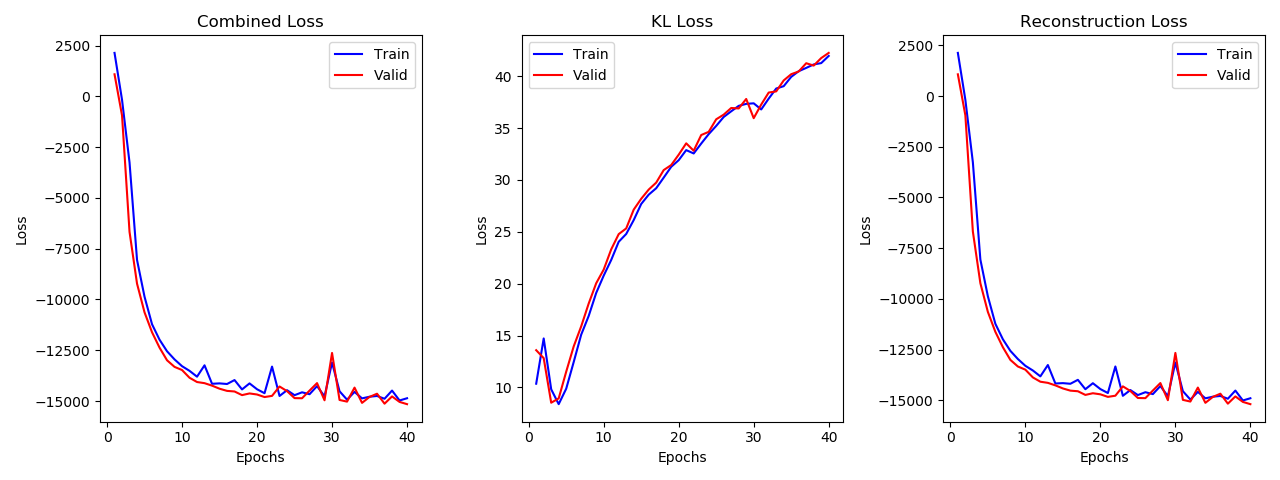 Combined Loss
Train
Valid
2500
0
−2500
−5000
−7500
−10000
−12500
−15000
Loss
0 10 20 30 40
Epochs
KL Loss
Train
Valid
40
35
30
25
20
15
10
Loss
0 10 20 30 40
Epochs
Reconstruction Loss
Train
Valid
2500
0
−2500
−5000
−7500
−10000
−12500
−15000
Loss
0 10 20 30 40
Epochs